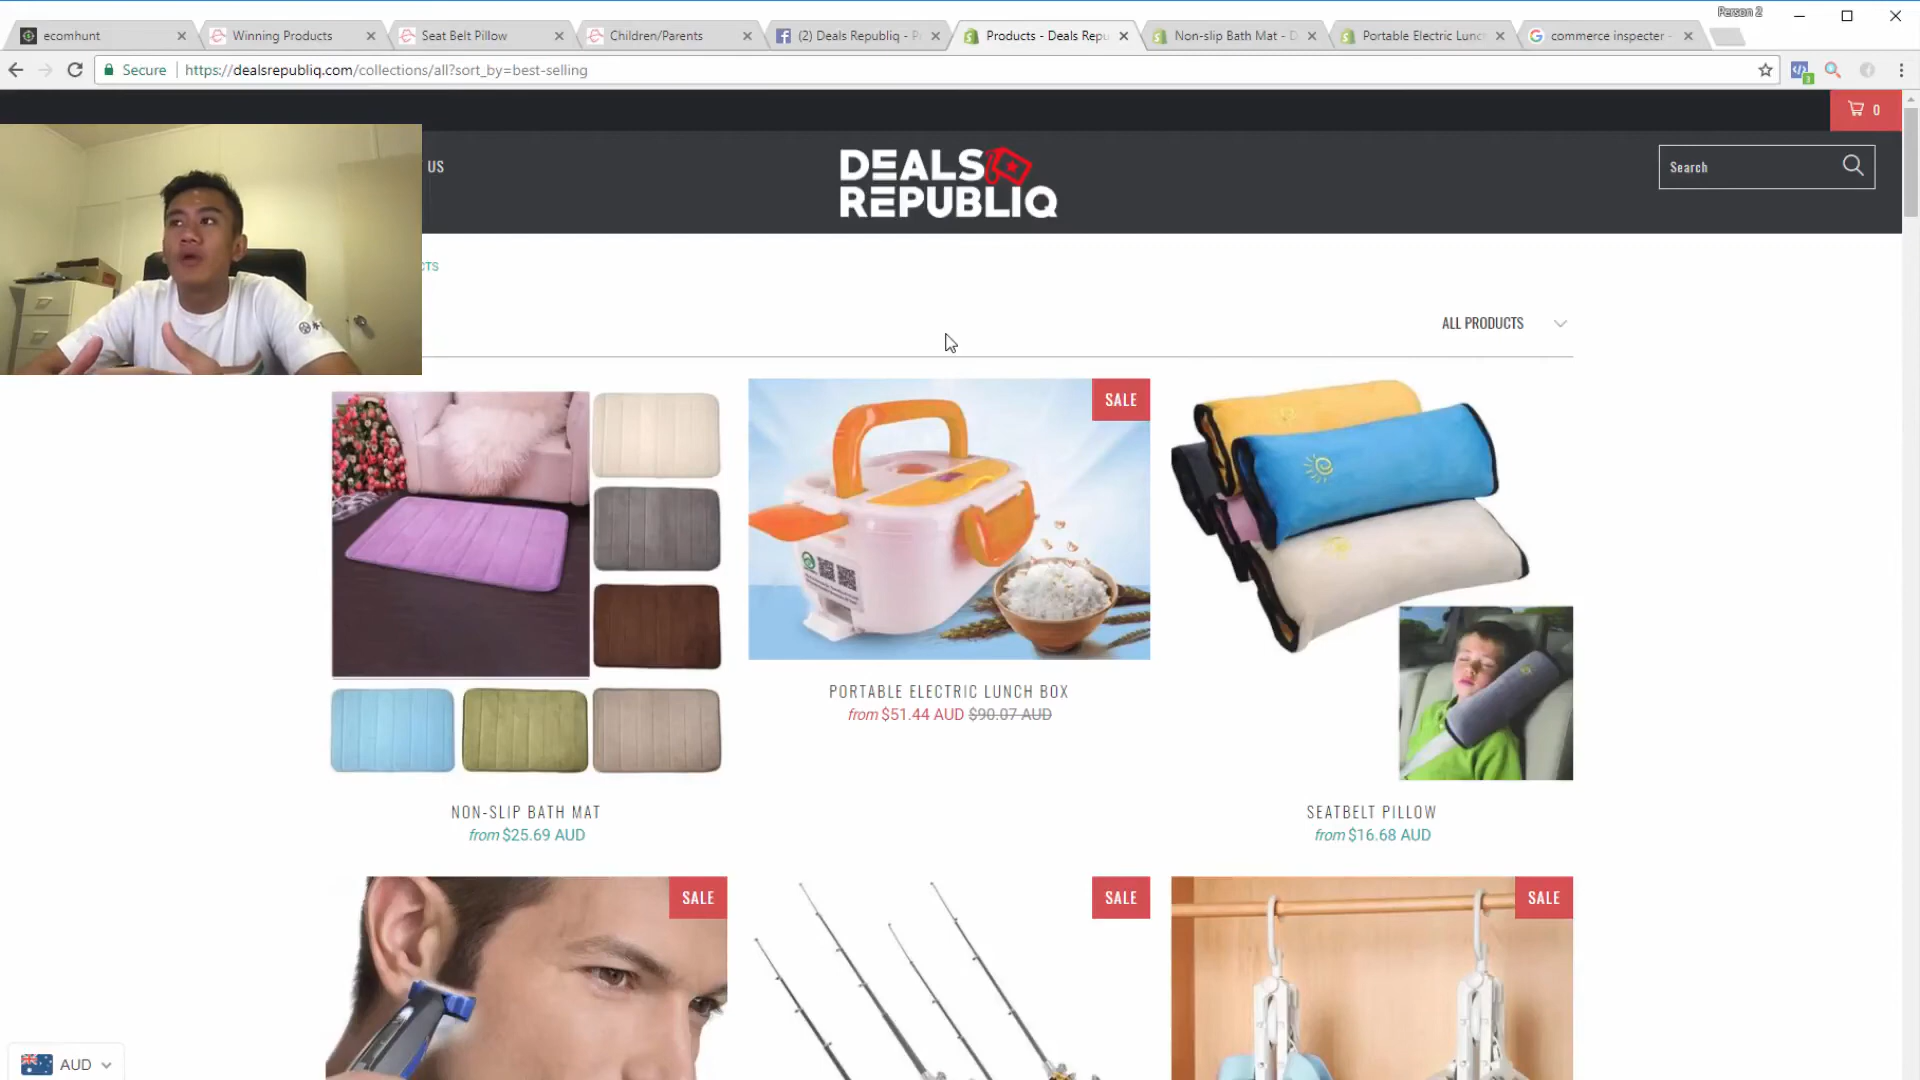 Person 2
ecomhunt
Winning Products
Seat Belt Pillow
Children/Parents
(2) Deals Republiq - P
Products - Deals Repu
Non-slip Bath Mat - D
Portable Electric Lunc
commerce inspecter -
Secure
https://dealsrepubliq.com/collections/all?sort_by=best-selling
0
US
DEALS
REPUBLIQ
Search
CTS
ALL PRODUCTS
SALE
PORTABLE ELECTRIC LUNCH BOX
from $51.44 AUD $90.07 AUD
NON-SLIP BATH MAT
from $25.69 AUD
SEATBELT PILLOW
from $16.68 AUD
SALE
SALE
SALE
AUD